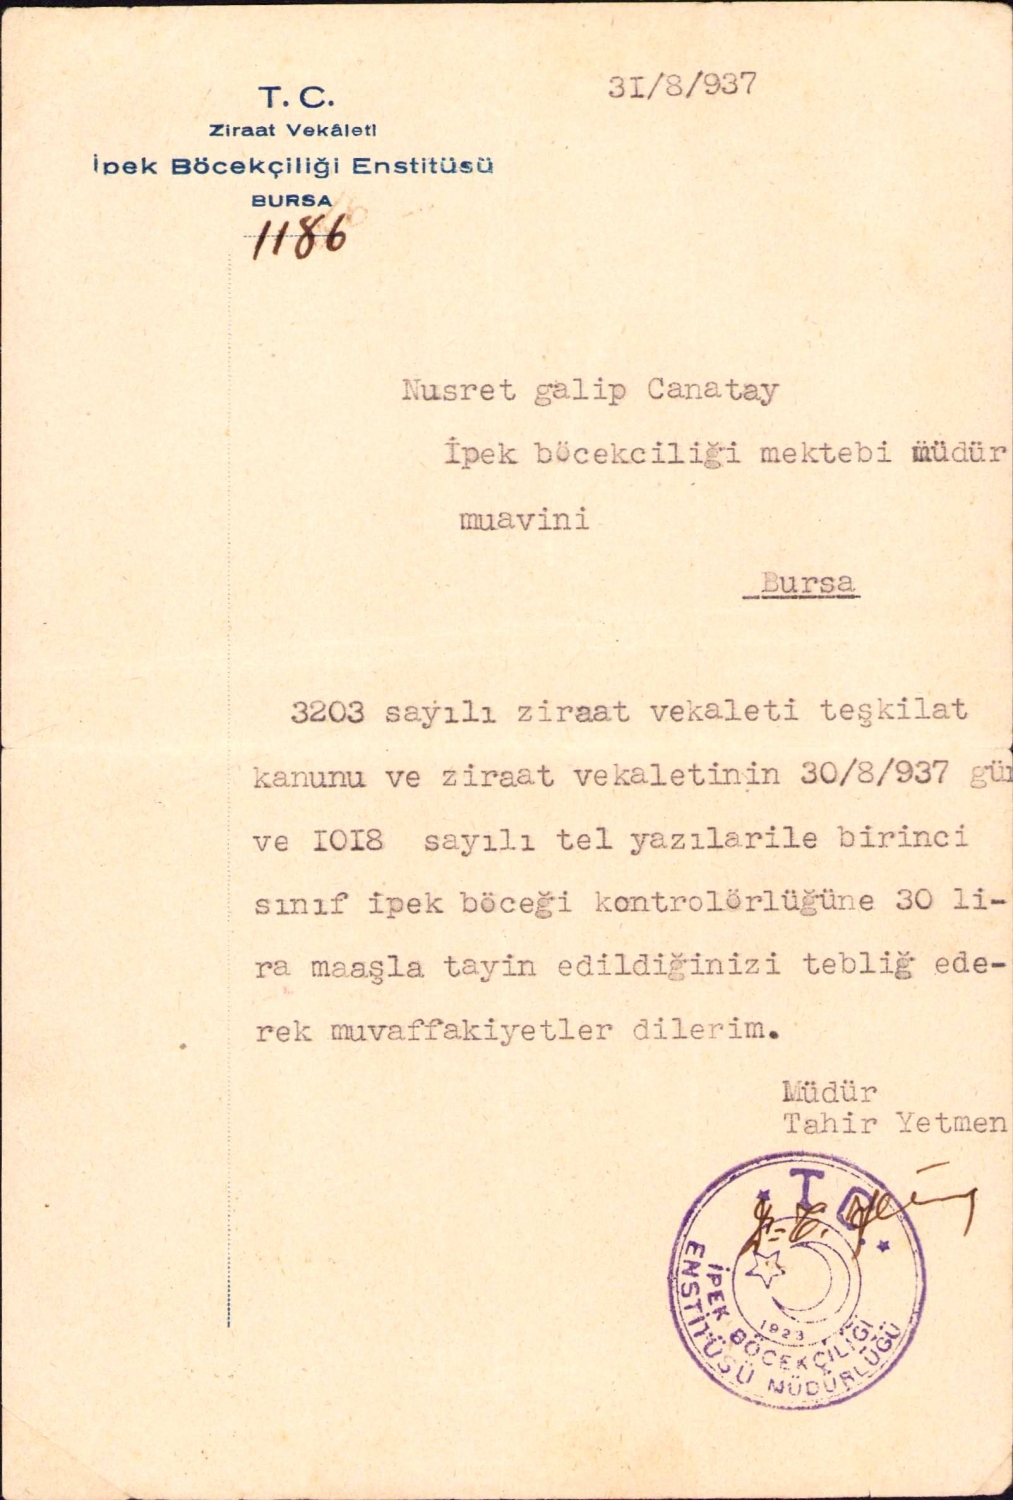 31/8/937
T. C.
Ziraat Vekâleti
İpek Böcekçiliği Enstitüsü
BURSA
1186
Nusret galip Canatay
İpek böcekciliği mektebi müdür
muavini
Bursa
3203 sayılı ziraat vekaleti teşkilat
kanunu ve ziraat vekaletinin 30/8/937 gün
ve IOI8 sayılı tel yazılarile birinci
sınıf ipek böceği kontrolörlüğüne 30 li-
ra maaşla tayin edildiğinizi tebliğ ede-
rek muvaffakiyetler dilerim.
Müdür
Tahir Yetmen
T C.
1923
İPEK BÖCEKÇİLİĞİ
ENSTİTÜSÜ MÜDÜRLÜĞÜ